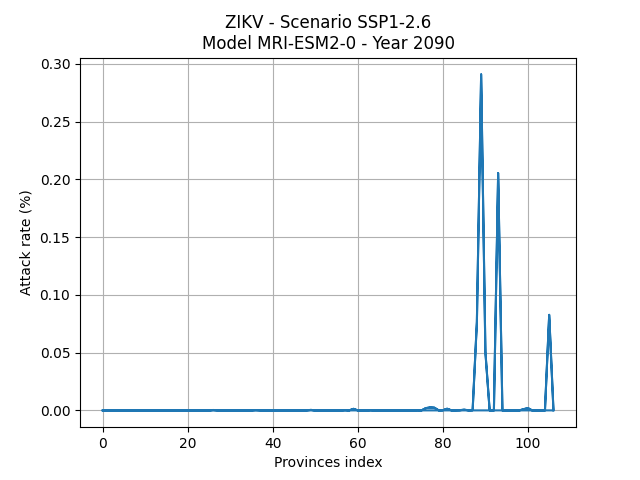 ZIKV - Scenario SSP1-2.6
Model MRI-ESM2-0 - Year 2090
0.30
0.25
0.20
0.15
0.10
0.05
0.00
Attack rate (%)
0 20 40 60 80 100
Provinces index